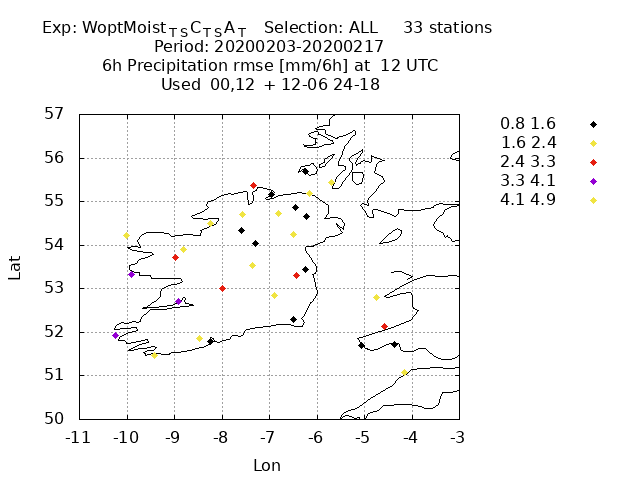 Exp: WoptMoist_TS C_TS A_T   Selection: ALL     33 stations
Period: 20200203-20200217
6h Precipitation rmse [mm/6h] at  12 UTC
Used  00,12  + 12-06 24-18
0.8 1.6
1.6 2.4
2.4 3.3
3.3 4.1
4.1 4.9
57
56
55
54
53
52
51
50
Lat
-11 -10 -9 -8 -7 -6 -5 -4 -3
Lon